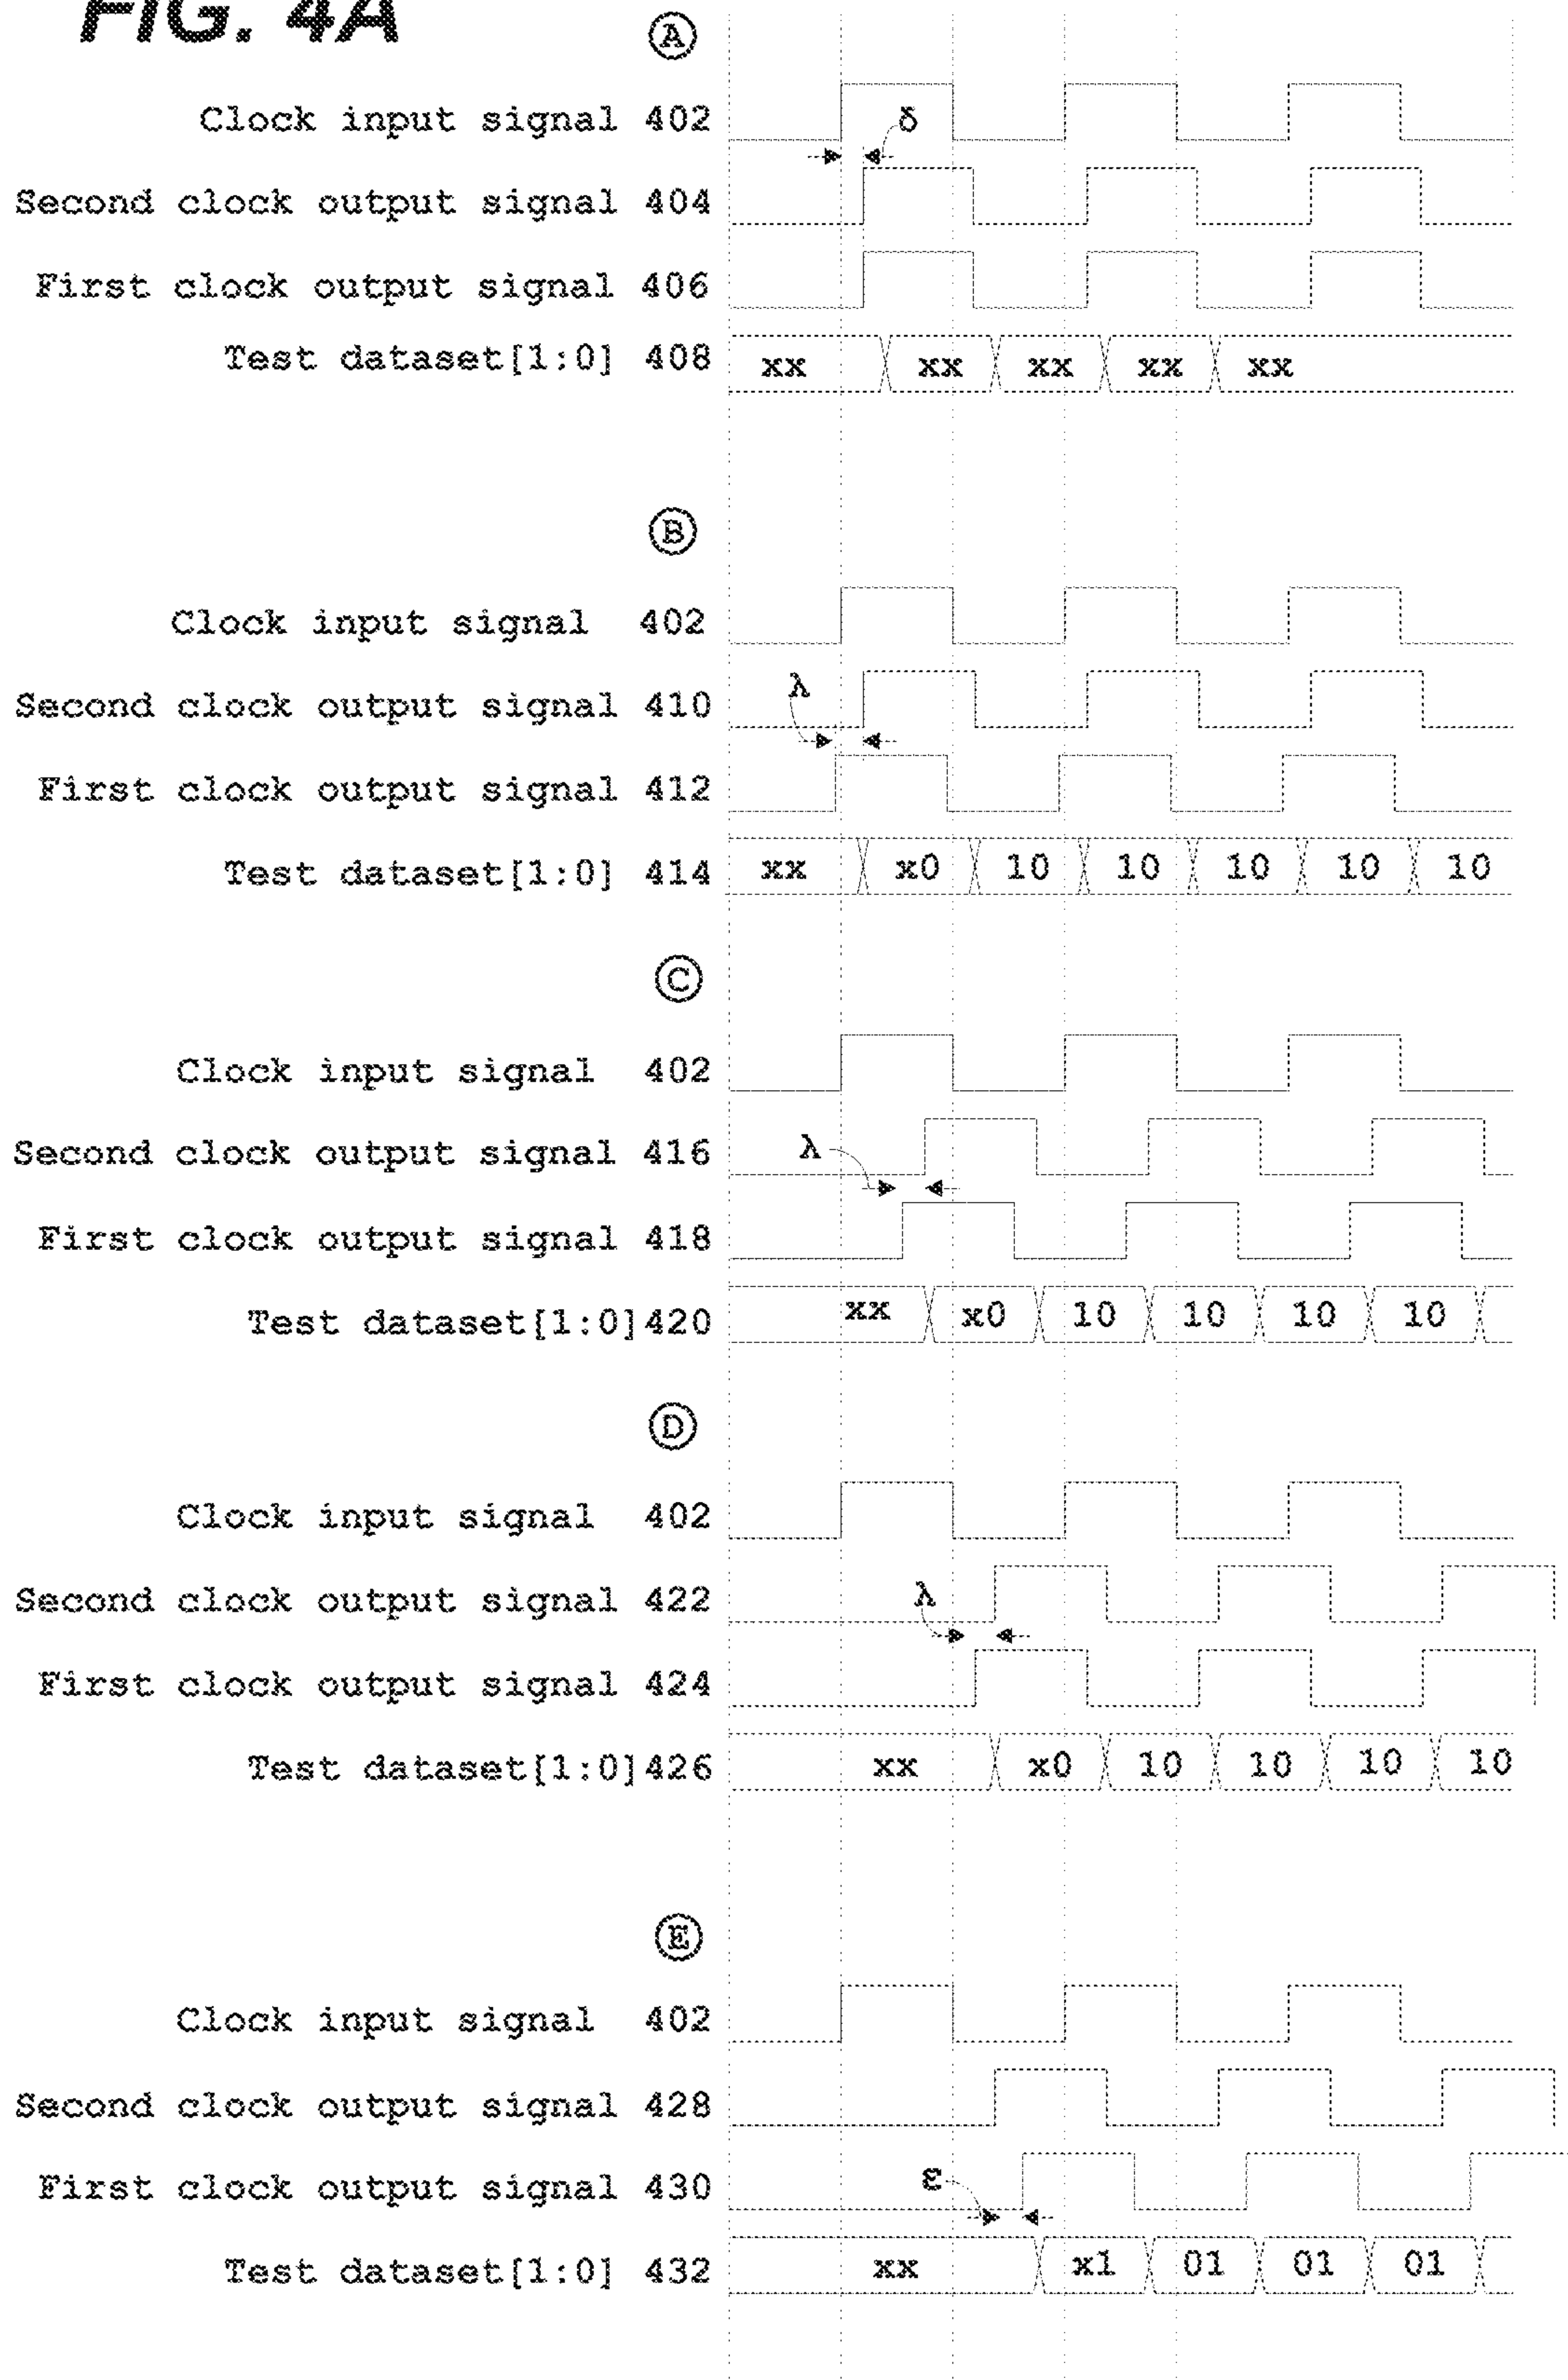 FIG. 4A
A
Clock input signal 402
δ
Second clock output signal 404
First clock output signal 406
Test dataset[1:0] 408 xx xx xx xx xx
B
Clock input signal 402
Second clock output signal 410
λ
First clock output signal 412
Test dataset[1:0] 414 xx x0 10 10 10 10 10
C
Clock input signal 402
Second clock output signal 416
λ
First clock output signal 418
Test dataset[1:0]420 xx x0 10 10 10 10
D
Clock input signal 402
Second clock output signal 422
λ
First clock output signal 424
Test dataset[1:0]426 xx x0 10 10 10 10
E
Clock input signal 402
Second clock output signal 428
First clock output signal 430
ε
Test dataset[1:0] 432 xx x1 01 01 01